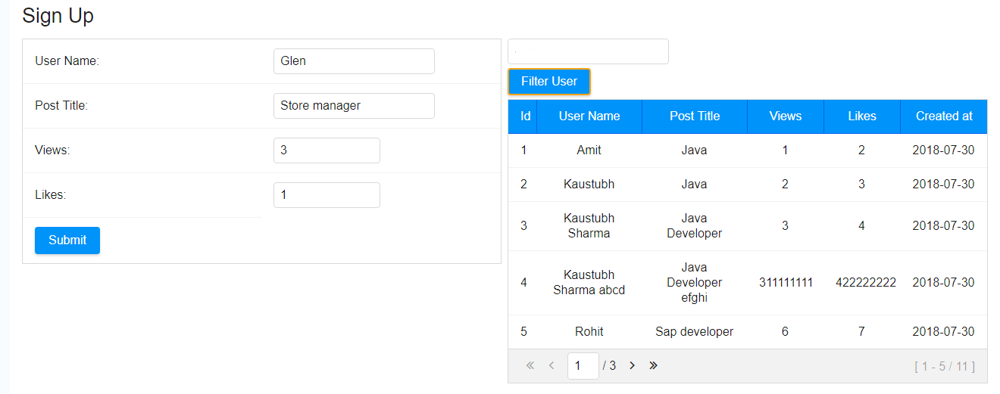 Sign Up
User Name: Glen
Post Title: Store manager
Views: 3
Likes: 1
Submit
Filter User
Id User Name Post Title Views Likes Created at
1 Amit Java 1 2 2018-07-30
2 Kaustubh Java 2 3 2018-07-30
3 Kaustubh Sharma Java Developer 3 4 2018-07-30
4 Kaustubh Sharma abcd Java Developer efghi 311111111 422222222 2018-07-30
5 Rohit Sap developer 6 7 2018-07-30
« ‹ 1 / 3 › » [ 1 - 5 / 11 ]